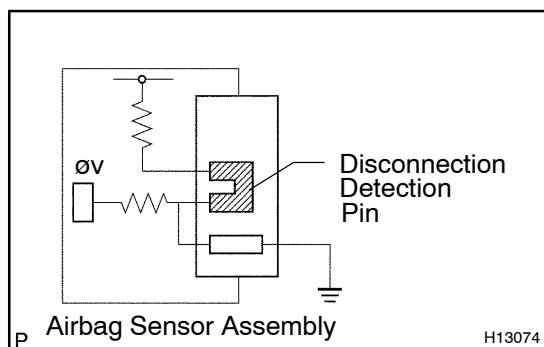 øV
Disconnection
Detection
Pin
Airbag Sensor Assembly
P
H13074